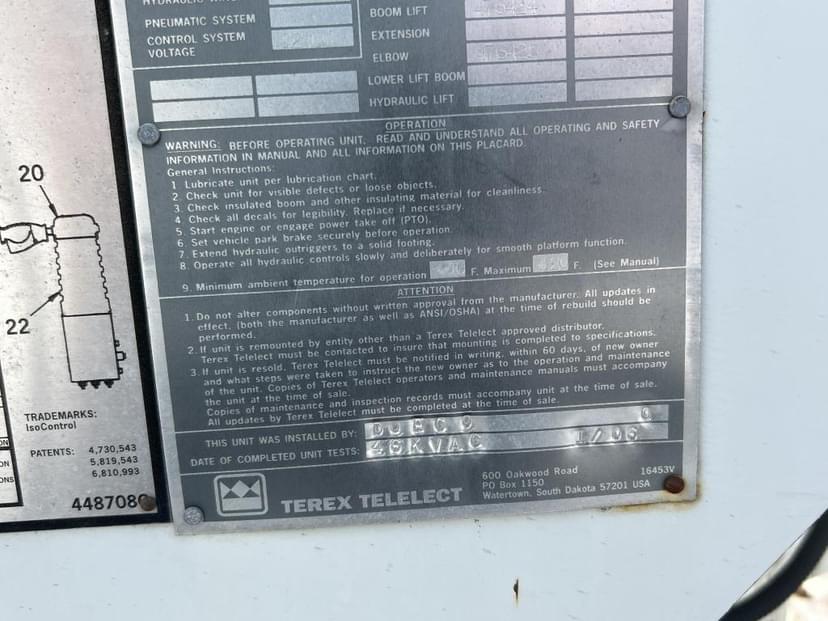 PNEUMATIC SYSTEM
CONTROL SYSTEM
VOLTAGE
BOOM LIFT
EXTENSION
ELBOW
LOWER LIFT BOOM
HYDRAULIC LIFT
OPERATION
WARNING: BEFORE OPERATING UNIT, READ AND UNDERSTAND ALL OPERATING AND SAFETY
INFORMATION IN MANUAL AND ALL INFORMATION ON THIS PLACARD.
General Instructions:
1 Lubricate unit per lubrication chart.
2. Check unit for visible defects or loose objects.
3. Check insulated boom and other insulating material for cleanliness.
4 Check all decals for legibility. Replace if necessary.
5. Start engine or engage power take off (PTO).
6. Set vehicle park brake securely before operation.
7. Extend hydraulic outriggers to a solid footing.
8. Operate all hydraulic controls slowly and deliberately for smooth platform function.
9. Minimum ambient temperature for operation F. Maximum F. (See Manual)
ATTENTION
1. Do not alter components without written approval from the manufacturer. All updates in
effect. (both the manufacturer as well as ANSI/OSHA) at the time of rebuild should be
performed.
2. If unit is remounted by entity other than a Terex Telelect approved distributor.
Terex Telelect must be contacted to insure that mounting is completed to specifications.
3. If unit is resold. Terex Telelect must be notified in writing, within 60 days, of new owner
and what steps were taken to instruct the new owner as to the operation and maintenance
of the unit. Copies of Terex Telelect operators and maintenance manuals must accompany
the unit at the time of sale.
Copies of maintenance and inspection records must accompany unit at the time of sale.
All updates by Terex Telelect must be completed at the time of sale.
THIS UNIT WAS INSTALLED BY:
DATE OF COMPLETED UNIT TESTS: 46KVAC 1/06
TEREX TELELECT
600 Oakwood Road
PO Box 1150
Watertown, South Dakota 57201 USA
16453V
20
22
TRADEMARKS:
IsoControl
PATENTS: 4,730,543
5,819,543
6,810,993